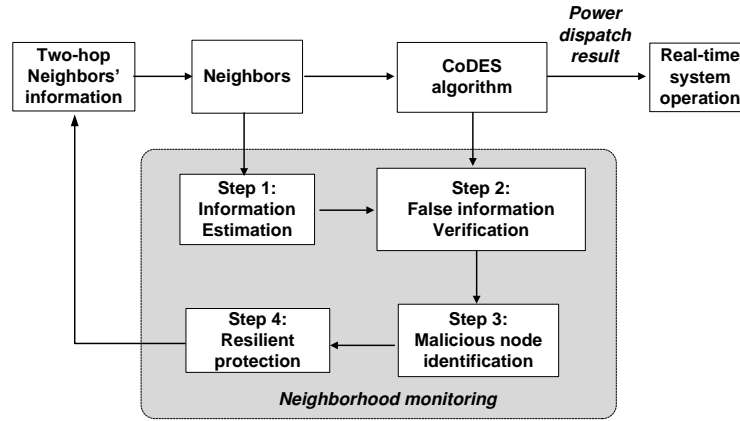 Power
dispatch
result
Two-hop
Neighbors'
information
Neighbors
CoDES
algorithm
Real-time
system
operation
Step 1:
Information
Estimation
Step 2:
False information
Verification
Step 4:
Resilient
protection
Step 3:
Malicious node
identification
Neighborhood monitoring